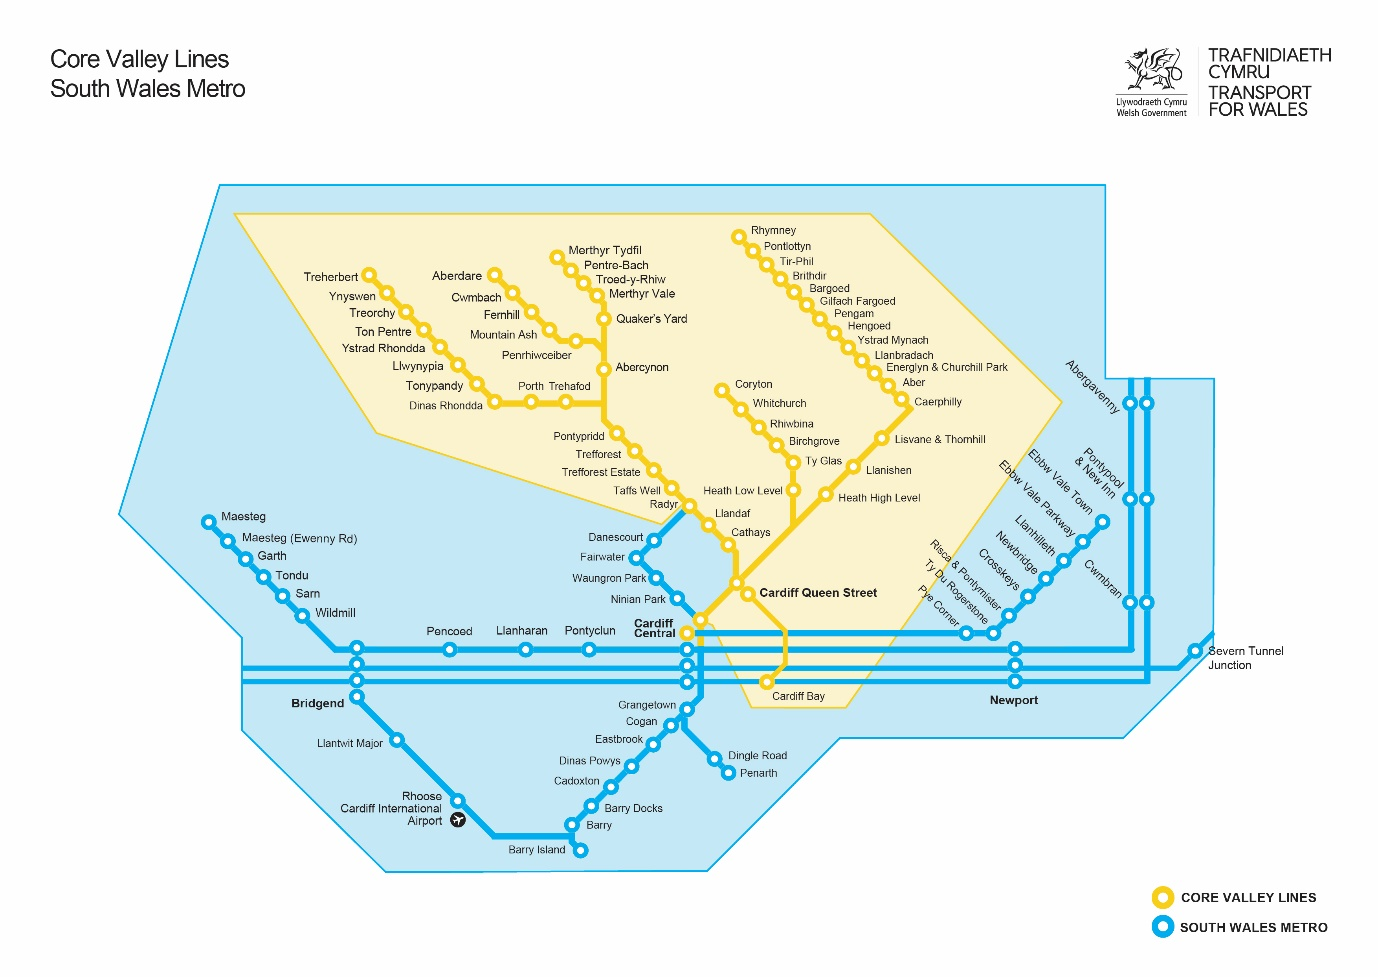 Core Valley Lines
South Wales Metro
Llywodraeth Cymru
Welsh Government
TRAFNIDIAETH
CYMRU
TRANSPORT
FOR WALES
Treherbert
Ynyswen
Treorchy
Ton Pentre
Ystrad Rhondda
Llwynypia
Tonypandy
Dinas Rhondda
Porth
Trehafod
Aberdare
Cwmbach
Fernhill
Mountain Ash
Penrhiwceiber
Merthyr Tydfil
Pentre-Bach
Troed-y-Rhiw
Merthyr Vale
Quaker's Yard
Abercynon
Pontypridd
Trefforest
Trefforest Estate
Taffs Well
Radyr
Llandaf
Cathays
Rhymney
Pontlottyn
Tir-Phil
Brithdir
Bargoed
Gilfach Fargoed
Pengam
Hengoed
Ystrad Mynach
Llanbradach
Energlyn & Churchill Park
Aber
Caerphilly
Lisvane & Thornhill
Llanishen
Heath High Level
Coryton
Whitchurch
Rhiwbina
Birchgrove
Ty Glas
Heath Low Level
Cardiff Queen Street
Danescourt
Fairwater
Waungron Park
Ninian Park
Cardiff
Central
Cardiff Bay
Maesteg
Maesteg (Ewenny Rd)
Garth
Tondu
Sarn
Wildmill
Pencoed
Llanharan
Pontyclun
Bridgend
Llantwit Major
Rhoose
Cardiff International
Airport
Grangetown
Cogan
Eastbrook
Dinas Powys
Cadoxton
Barry Docks
Barry
Barry Island
Dingle Road
Penarth
Abergavenny
Pontypool
& New Inn
Cwmbran
Ebbw Vale Town
Ebbw Vale Parkway
Llanhilleth
Newbridge
Crosskeys
Risca & Pontymister
Ty Du Rogerstone
Pye Corner
Newport
Severn Tunnel
Junction
CORE VALLEY LINES
SOUTH WALES METRO